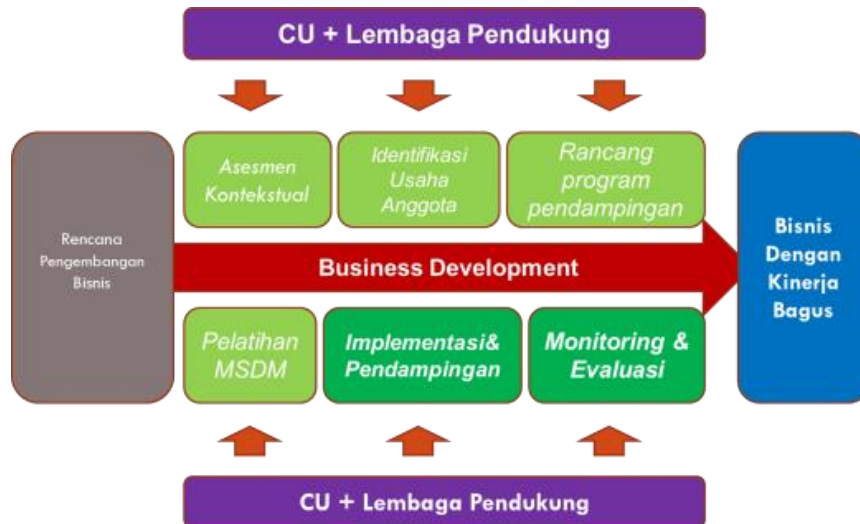 CU + Lembaga Pendukung
Asesmen
Kontekstual
Identifikasi
Usaha
Anggota
Rancang
program
pendampingan
Rencana
Pengembangan
Bisnis
Business Development
Bisnis
Dengan
Kinerja
Bagus
Pelatihan
MSDM
Implementasi&
Pendampingan
Monitoring &
Evaluasi
CU + Lembaga Pendukung